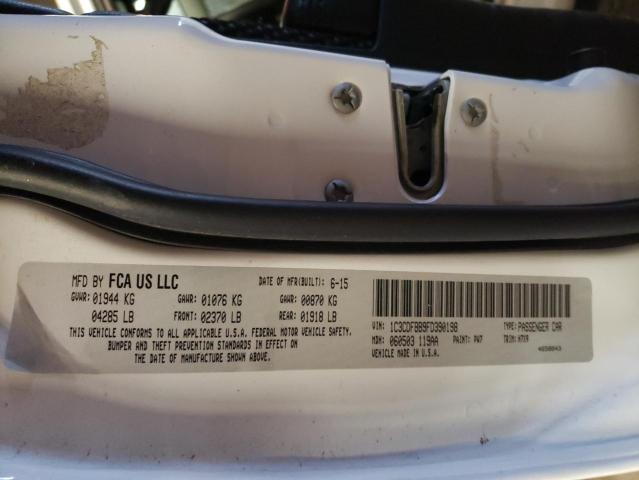 MFD BY FCA US LLC DATE OF MFR(BUILT): 6-15
GVWR: 01944 KG GAWR: 01076 KG GAWR: 00870 KG
04285 LB FRONT: 02370 LB REAR: 01918 LB
THIS VEHICLE CONFORMS TO ALL APPLICABLE U.S.A. FEDERAL MOTOR VEHICLE SAFETY,
BUMPER AND THEFT PREVENTION STANDARDS IN EFFECT ON
THE DATE OF MANUFACTURE SHOWN ABOVE.
VIN: 1C3CDFBB9FD390198 TYPE: PASSENGER CAR
MDH: 060503 119AA PAINT: PW7 TRIM: H7X9
VEHICLE MADE IN U.S.A. 4650043